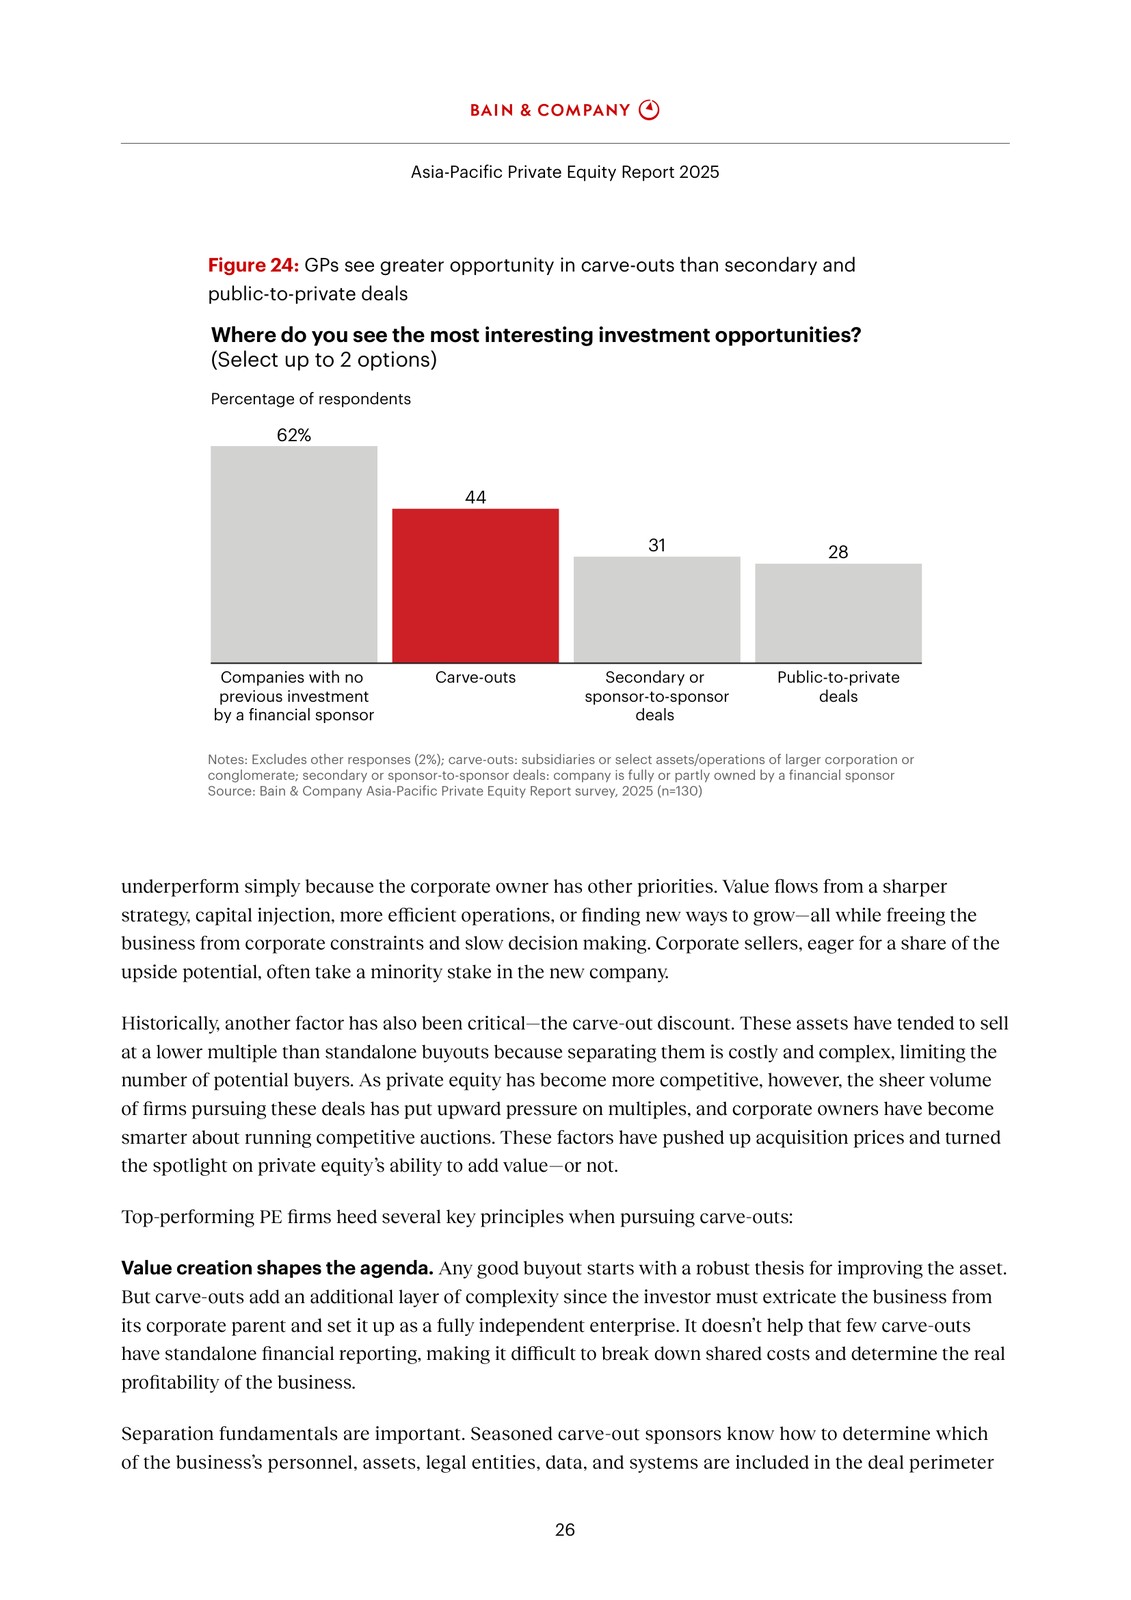 BAIN & COMPANY
Asia-Pacific Private Equity Report 2025
Figure 24: GPs see greater opportunity in carve-outs than secondary and
public-to-private deals
Where do you see the most interesting investment opportunities?
(Select up to 2 options)
Percentage of respondents
62%
44
31
28
Companies with no
previous investment
by a financial sponsor
Carve-outs
Secondary or
sponsor-to-sponsor
deals
Public-to-private
deals
Notes: Excludes other responses (2%); carve-outs: subsidiaries or select assets/operations of larger corporation or
conglomerate; secondary or sponsor-to-sponsor deals: company is fully or partly owned by a financial sponsor
Source: Bain & Company Asia-Pacific Private Equity Report survey, 2025 (n=130)
underperform simply because the corporate owner has other priorities. Value flows from a sharper
strategy, capital injection, more efficient operations, or finding new ways to grow—all while freeing the
business from corporate constraints and slow decision making. Corporate sellers, eager for a share of the
upside potential, often take a minority stake in the new company.
Historically, another factor has also been critical—the carve-out discount. These assets have tended to sell
at a lower multiple than standalone buyouts because separating them is costly and complex, limiting the
number of potential buyers. As private equity has become more competitive, however, the sheer volume
of firms pursuing these deals has put upward pressure on multiples, and corporate owners have become
smarter about running competitive auctions. These factors have pushed up acquisition prices and turned
the spotlight on private equity’s ability to add value—or not.
Top-performing PE firms heed several key principles when pursuing carve-outs:
Value creation shapes the agenda. Any good buyout starts with a robust thesis for improving the asset.
But carve-outs add an additional layer of complexity since the investor must extricate the business from
its corporate parent and set it up as a fully independent enterprise. It doesn’t help that few carve-outs
have standalone financial reporting, making it difficult to break down shared costs and determine the real
profitability of the business.
Separation fundamentals are important. Seasoned carve-out sponsors know how to determine which
of the business’s personnel, assets, legal entities, data, and systems are included in the deal perimeter
26